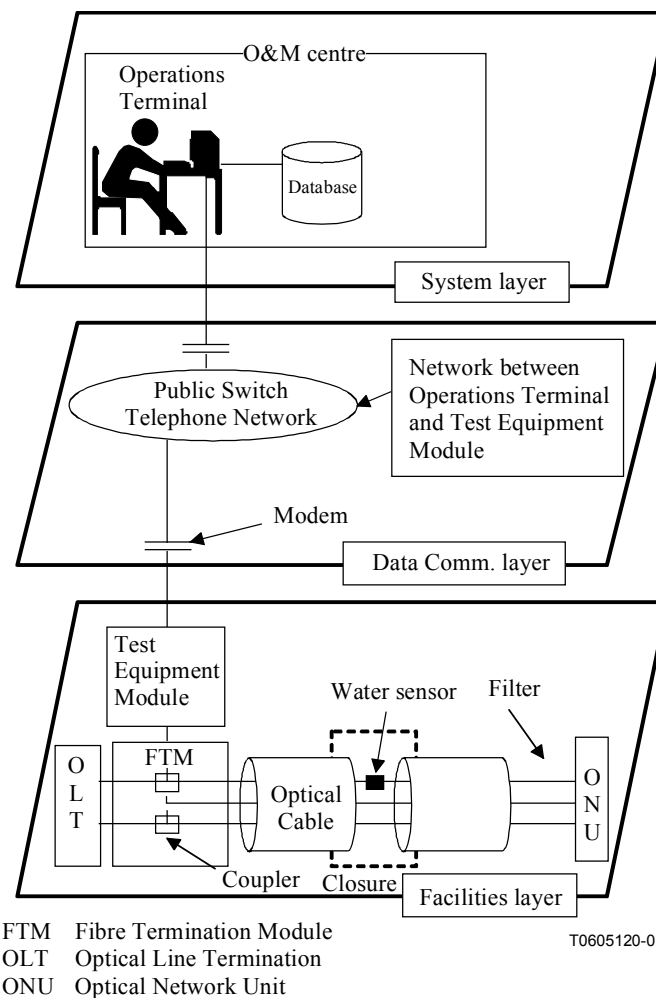 O&M centre
Operations
Terminal
Database
System layer
Public Switch
Telephone Network
Network between
Operations Terminal
and Test Equipment
Module
Modem
Data Comm. layer
Test
Equipment
Module
Water sensor
Filter
FTM
O
L
T
Optical
Cable
O
N
U
Coupler
Closure
Facilities layer
FTM Fibre Termination Module
OLT Optical Line Termination
ONU Optical Network Unit
T0605120-0